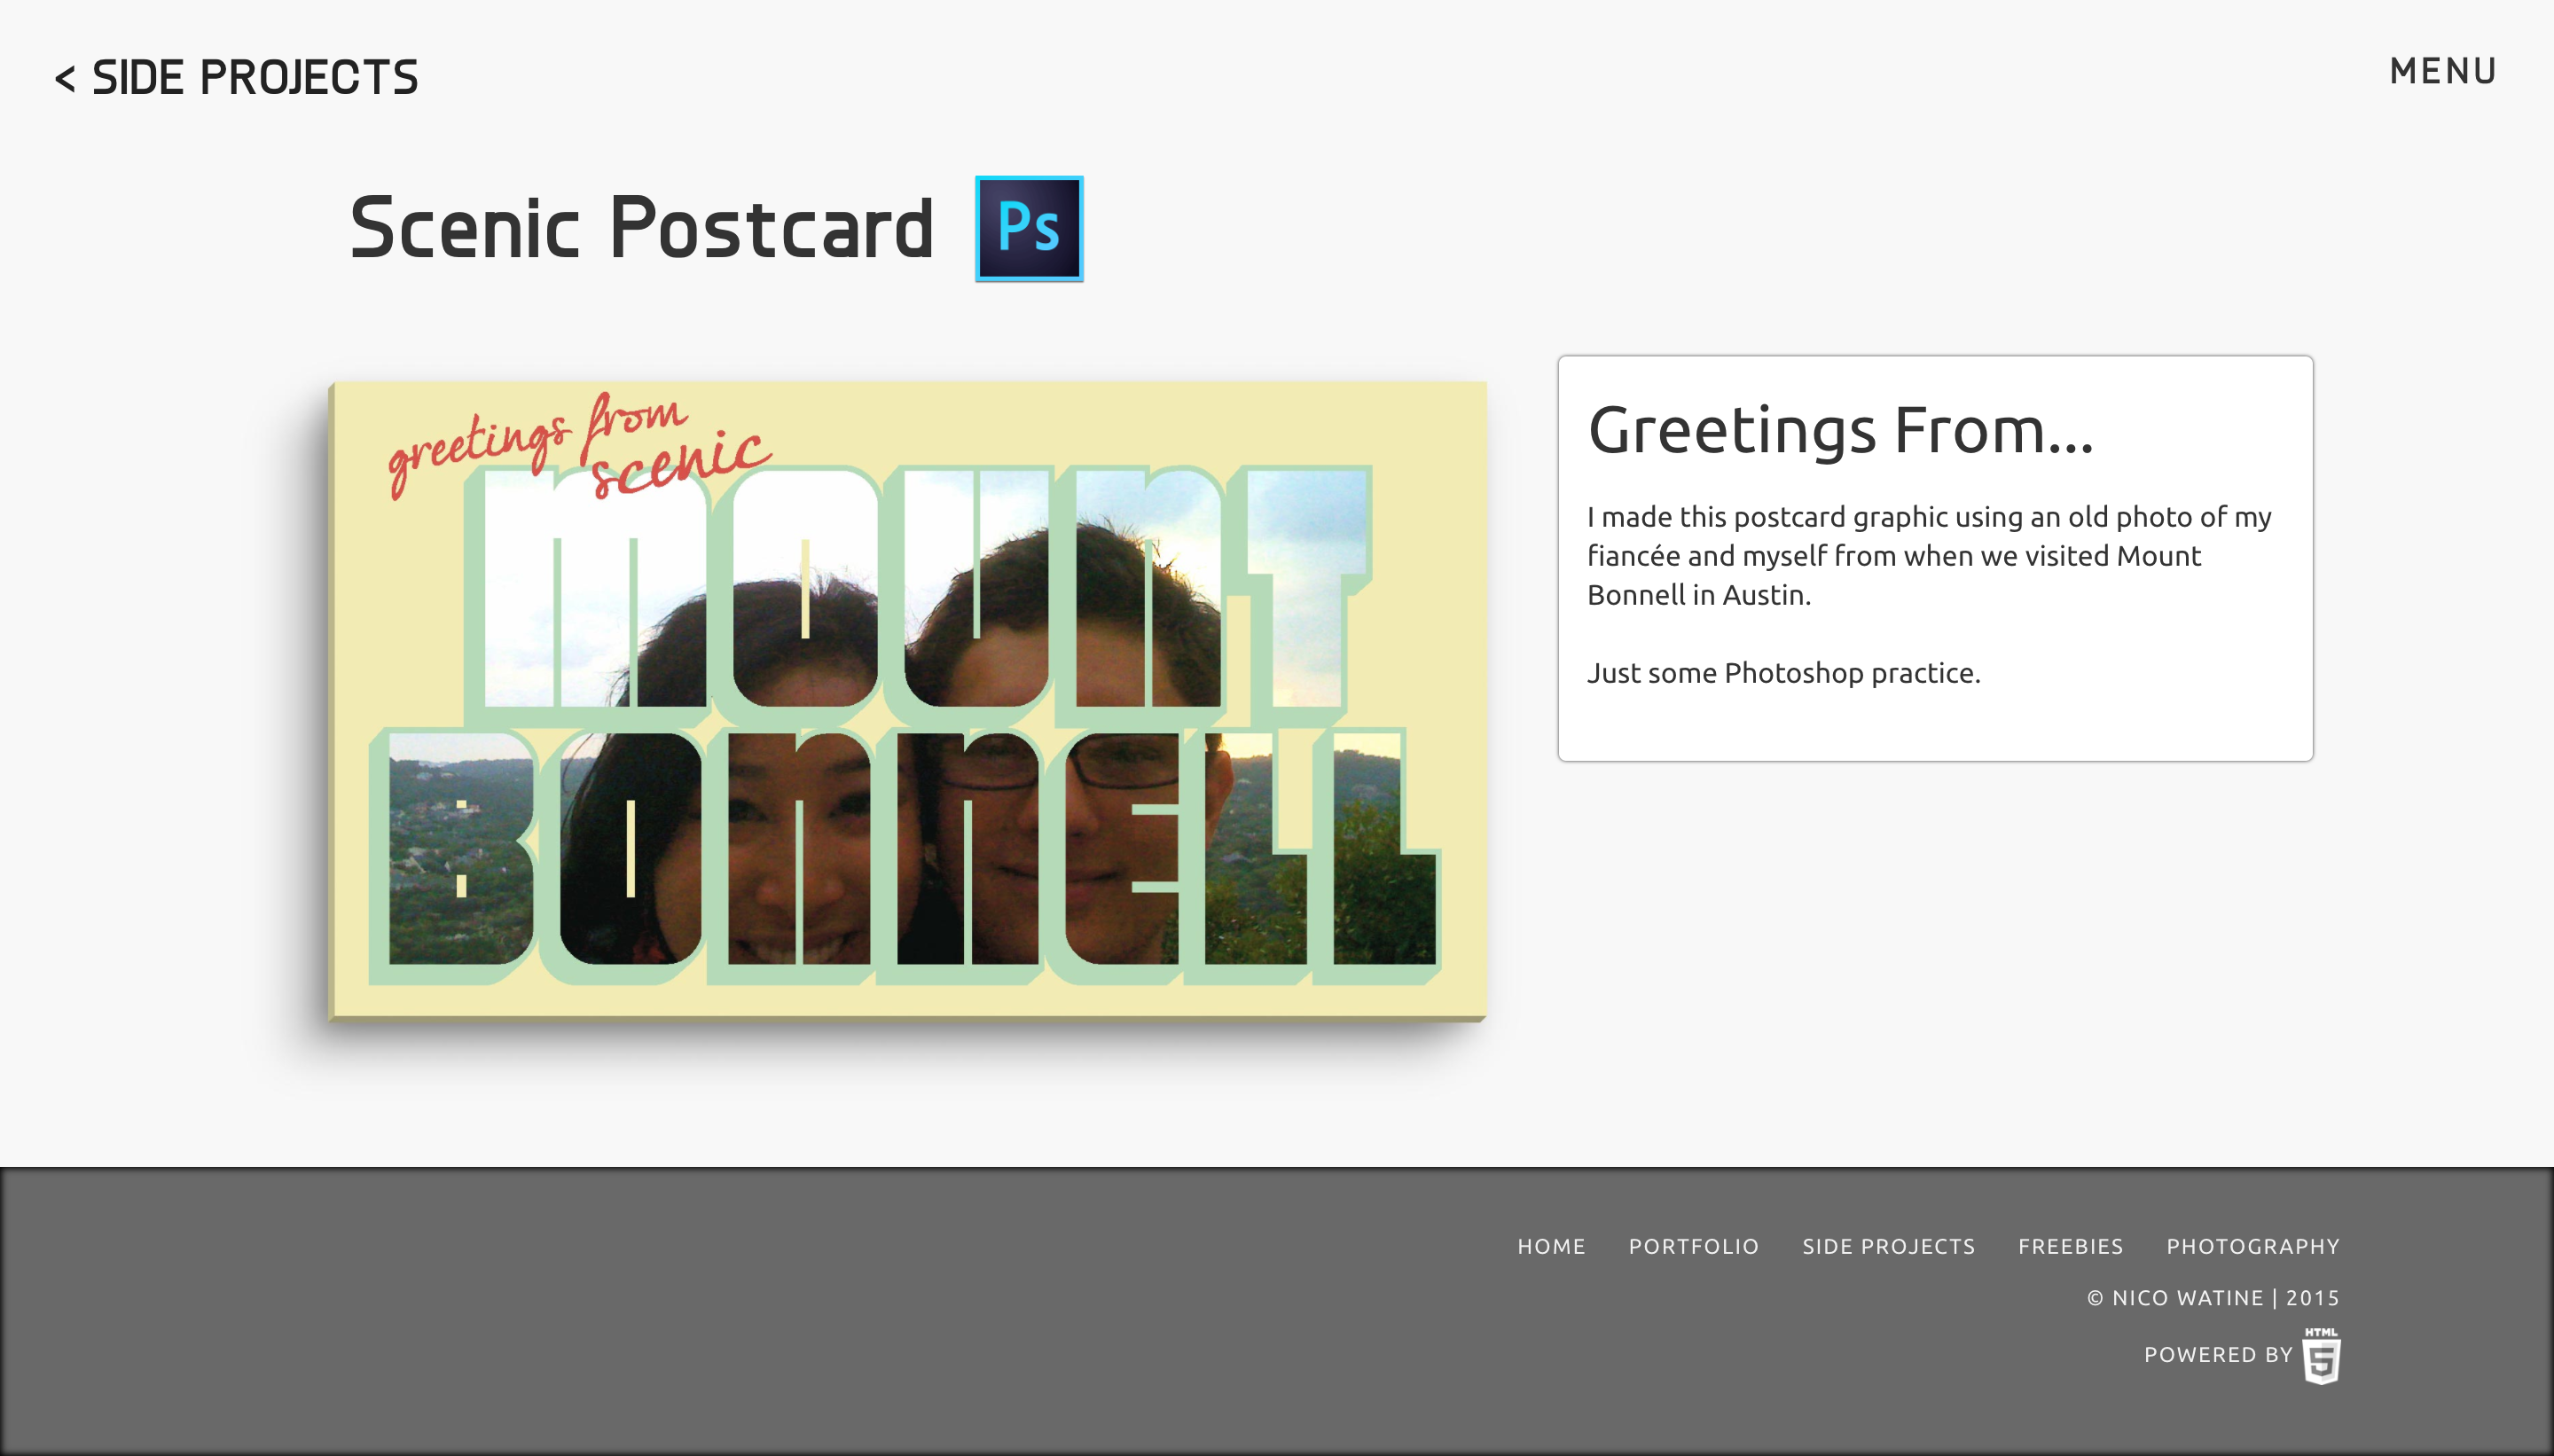 < SIDE PROJECTS
MENU
Scenic Postcard Ps
greetings from
scenic
MOUNT
BONNELL
Greetings From...
I made this postcard graphic using an old photo of my
fiancée and myself from when we visited Mount
Bonnell in Austin.
Just some Photoshop practice.
HOME PORTFOLIO SIDE PROJECTS FREEBIES PHOTOGRAPHY
© NICO WATINE | 2015
POWERED BY HTML 5